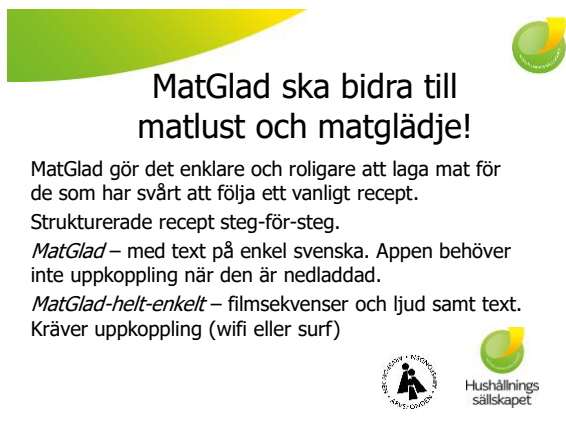 MatGlad ska bidra till
matlust och matglädje!
MatGlad gör det enklare och roligare att laga mat för
de som har svårt att följa ett vanligt recept.
Strukturerade recept steg-för-steg.
MatGlad – med text på enkel svenska. Appen behöver
inte uppkoppling när den är nedladdad.
MatGlad-helt-enkelt – filmsekvenser och ljud samt text.
Kräver uppkoppling (wifi eller surf)
Hushållnings
sällskapet